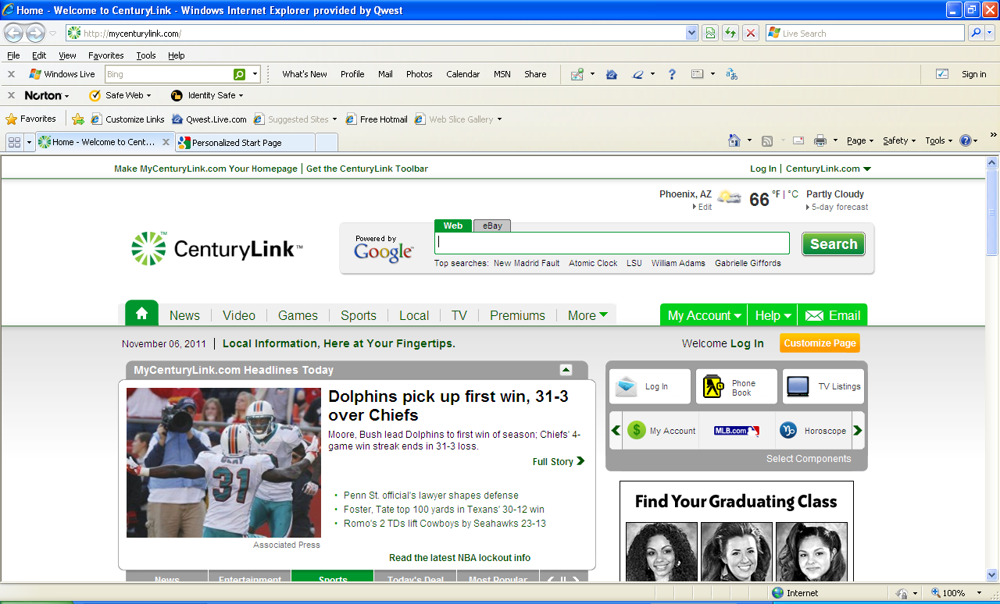 Home - Welcome to CenturyLink - Windows Internet Explorer provided by Qwest
http://mycenturylink.com/
Live Search
File Edit View Favorites Tools Help
Windows Live Bing What's New Profile Mail Photos Calendar MSN Share Sign in
Norton Safe Web Identity Safe
Favorites Customize Links Qwest.Live.com Suggested Sites Free Hotmail Web Slice Gallery
Home - Welcome to Cent... Personalized Start Page Page Safety Tools
Make MyCenturyLink.com Your Homepage | Get the CenturyLink Toolbar Log In | CenturyLink.com
Phoenix, AZ 66 °F | °C Partly Cloudy
Edit 5-day forecast
Web eBay
CenturyLink™ Powered by Google™ Search
Top searches: New Madrid Fault Atomic Clock LSU William Adams Gabrielle Giffords
News Video Games Sports Local TV Premiums More My Account Help Email
November 06, 2011 | Local Information, Here at Your Fingertips. Welcome Log In Customize Page
MyCenturyLink.com Headlines Today
Dolphins pick up first win, 31-3
over Chiefs
Moore, Bush lead Dolphins to first win of season; Chiefs' 4-
game win streak ends in 31-3 loss.
Full Story
• Penn St. official's lawyer shapes defense
• Foster, Tate top 100 yards in Texans' 30-12 win
• Romo's 2 TDs lift Cowboys by Seahawks 23-13
31
Associated Press
Read the latest NBA lockout info
News Entertainment Sports Today's Deal Most Popular
Log In Phone Book TV Listings
My Account MLB.com Horoscope
Select Components
Find Your Graduating Class
Internet 100%